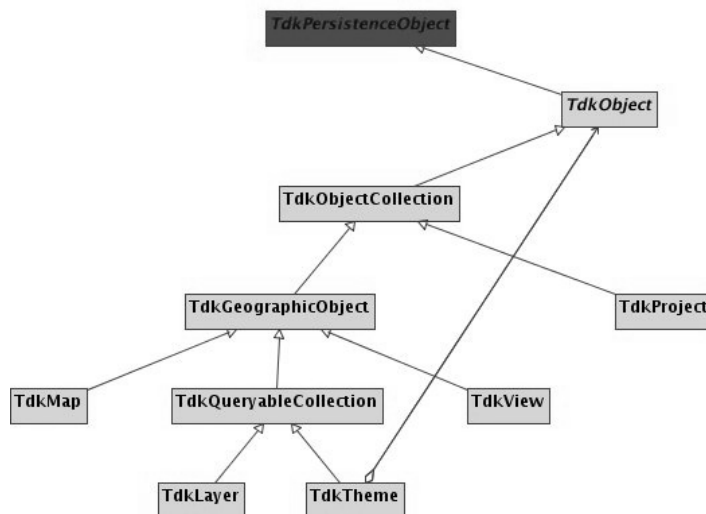 TdkPersistenceObject
TdkObject
TdkObjectCollection
TdkGeographicObject
TdkProject
TdkMap
TdkQueryableCollection
TdkView
TdkLayer
TdkTheme